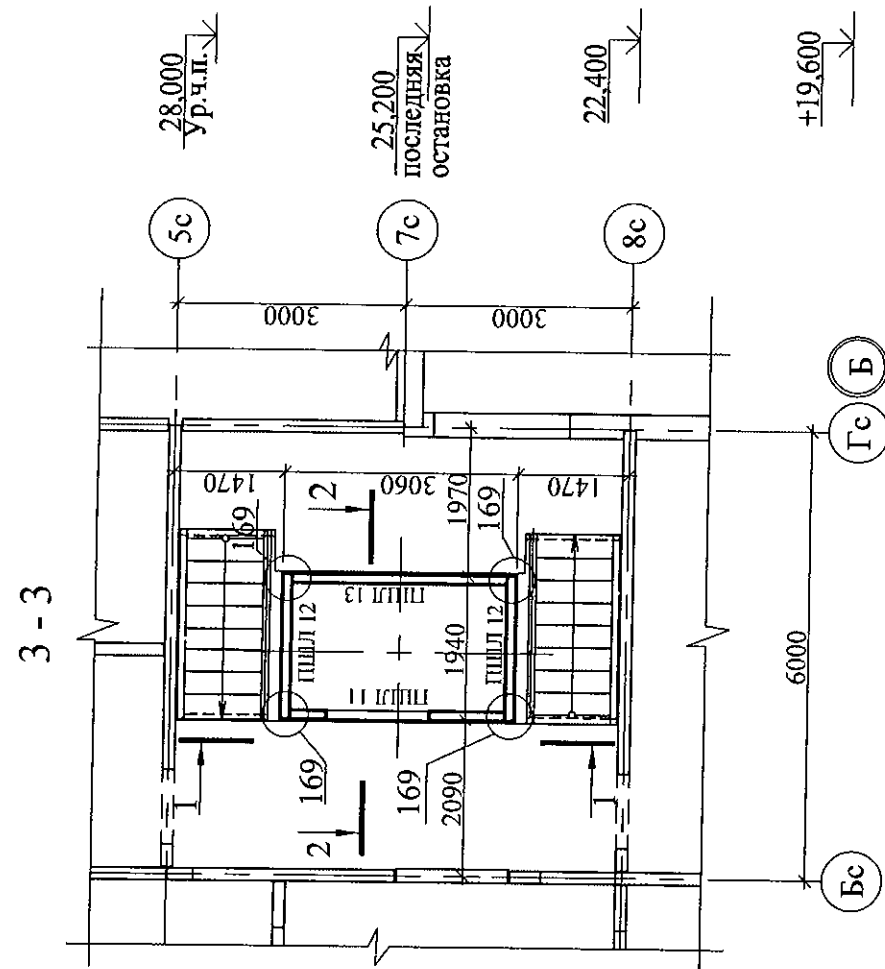 3 - 3
28,000
Ур.ч.п.
25,200
последняя
остановка
22,400
+19,600
5с
7с
8с
3000
3000
1470
3060
1470
2
169
1970
169
ПШЛ 12
ПШЛ 13
1940
ПШЛ 11
ПШЛ 12
1
169
2
169
2090
1
6000
Бс
Гс
Б